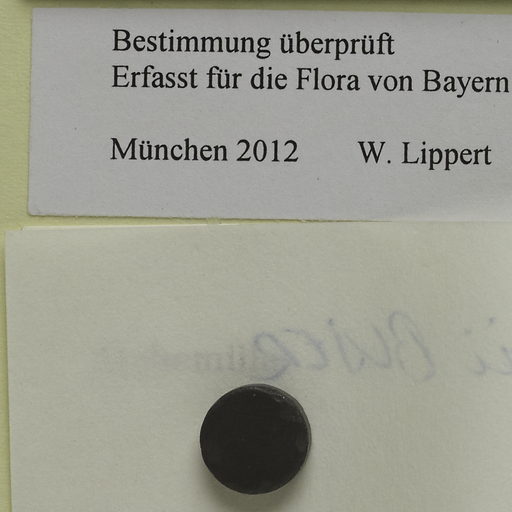 Bestimmung überprüft
Erfasst für die Flora von Bayern
München 2012 W. Lippert